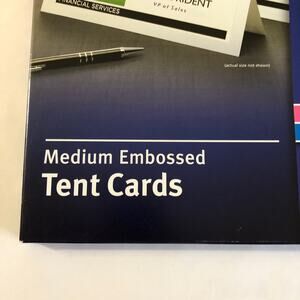 FINANCIAL SERVICES
VP of Sales
(actual size not shown)
Medium Embossed
Tent Cards